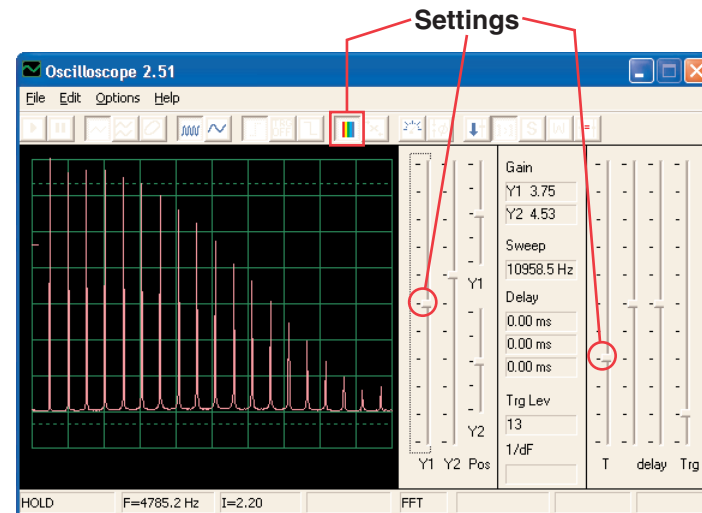 Settings
Oscilloscope 2.51
File Edit Options Help
Gain
Y1 3.75
Y2 4.53
Sweep
10958.5 Hz
Y1
Delay
0.00 ms
0.00 ms
0.00 ms
Trg Lev
13
Y2
1/dF
Y1 Y2 Pos
T delay Trg
HOLD F=4785.2 Hz I=2.20 FFT